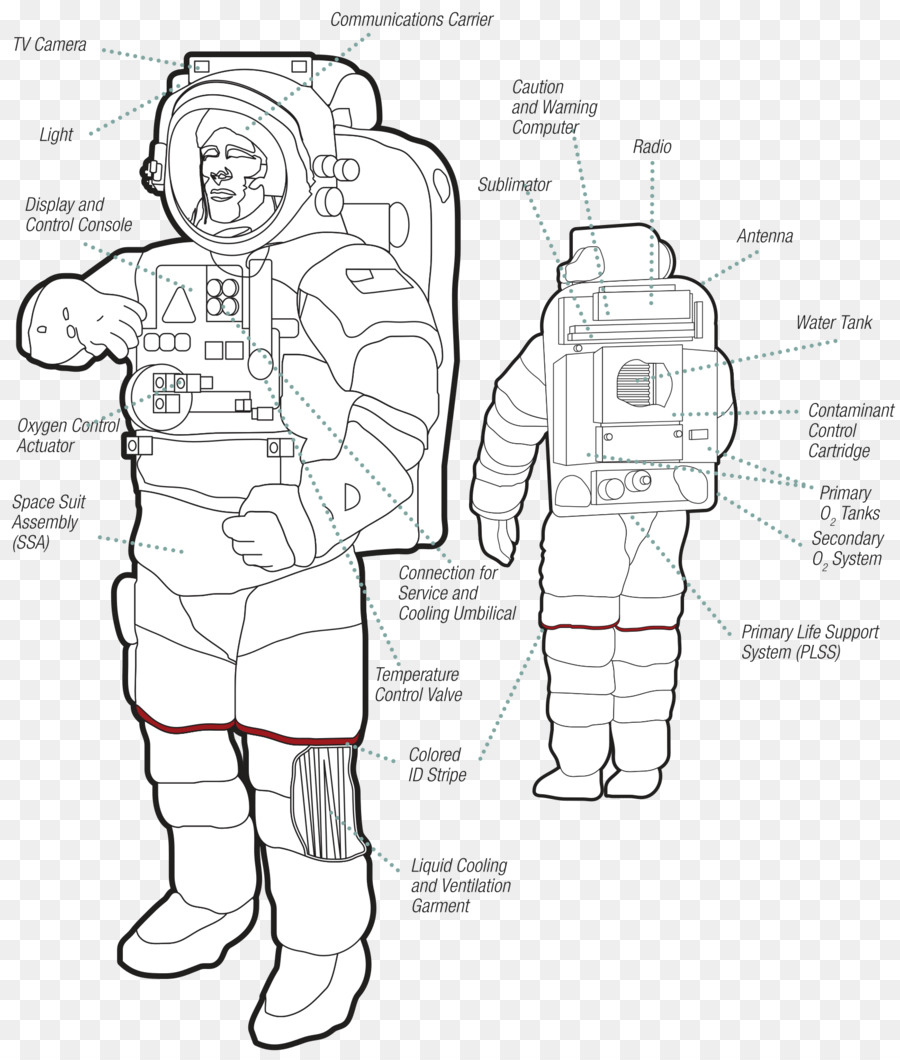 Communications Carrier
TV Camera
Light
Display and
Control Console
Oxygen Control
Actuator
Space Suit
Assembly
(SSA)
Connection for
Service and
Cooling Umbilical
Temperature
Control Valve
Colored
ID Stripe
Liquid Cooling
and Ventilation
Garment
Caution
and Warning
Computer
Radio
Sublimator
Antenna
Water Tank
Contaminant
Control
Cartridge
Primary
O₂ Tanks
Secondary
O₂ System
Primary Life Support
System (PLSS)